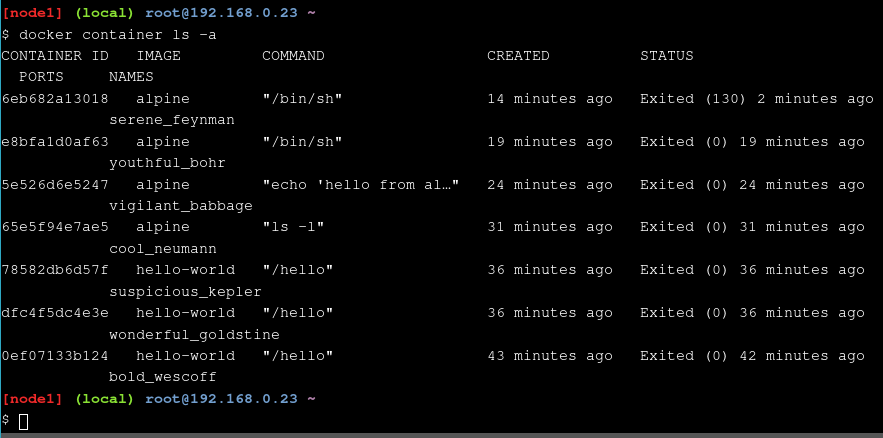 [node1] (local) root@192.168.0.23 ~
$ docker container ls -a
CONTAINER ID   IMAGE         COMMAND                  CREATED          STATUS
  PORTS     NAMES
6eb682a13018   alpine        "/bin/sh"                14 minutes ago   Exited (130) 2 minutes ago
            serene_feynman
e8bfa1d0af63   alpine        "/bin/sh"                19 minutes ago   Exited (0) 19 minutes ago
            youthful_bohr
5e526d6e5247   alpine        "echo 'hello from al…"   24 minutes ago   Exited (0) 24 minutes ago
            vigilant_babbage
65e5f94e7ae5   alpine        "ls -l"                  31 minutes ago   Exited (0) 31 minutes ago
            cool_neumann
78582db6d57f   hello-world   "/hello"                 36 minutes ago   Exited (0) 36 minutes ago
            suspicious_kepler
dfc4f5dc4e3e   hello-world   "/hello"                 36 minutes ago   Exited (0) 36 minutes ago
            wonderful_goldstine
0ef07133b124   hello-world   "/hello"                 43 minutes ago   Exited (0) 42 minutes ago
            bold_wescoff
[node1] (local) root@192.168.0.23 ~
$